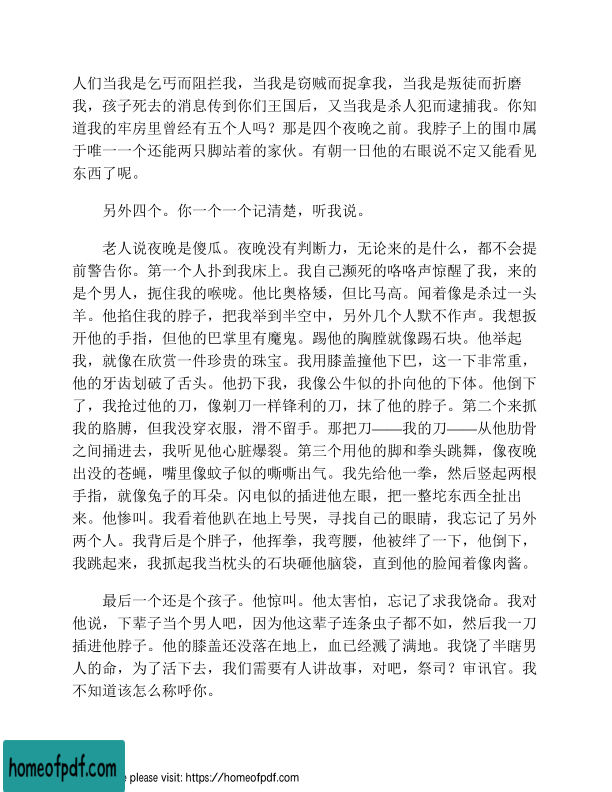 人们当我是乞丐而阻拦我，当我是窃贼而捉拿我，当我是叛徒而折磨
我，孩子死去的消息传到你们王国后，又当我是杀人犯而逮捕我。你知
道我的牢房里曾经有五个人吗？那是四个夜晚之前。我脖子上的围巾属
于唯一一个还能两只脚站着的家伙。有朝一日他的右眼说不定又能看见
东西了呢。
另外四个。你一个一个记清楚，听我说。
老人说夜晚是傻瓜。夜晚没有判断力，无论来的是什么，都不会提
前警告你。第一个人扑到我床上。我自己濒死的咯咯声惊醒了我，来的
是个男人，扼住我的喉咙。他比奥格矮，但比马高。闻着像是杀过一头
羊。他掐住我的脖子，把我举到半空中，另外几个人默不作声。我想扳
开他的手指，但他的巴掌里有魔鬼。踢他的胸膛就像踢石块。他举起
我，就像在欣赏一件珍贵的珠宝。我用膝盖撞他下巴，这一下非常重，
他的牙齿划破了舌头。他扔下我，我像公牛似的扑向他的下体。他倒下
了，我抢过他的刀，像剃刀一样锋利的刀，抹了他的脖子。第二个来抓
我的胳膊，但我没穿衣服，滑不留手。那把刀——我的刀——从他肋骨
之间捅进去，我听见他心脏爆裂。第三个用他的脚和拳头跳舞，像夜晚
出没的苍蝇，嘴里像蚊子似的嘶嘶出气。我先给他一拳，然后竖起两根
手指，就像兔子的耳朵。闪电似的插进他左眼，把一整坨东西全扯出
来。他惨叫。我看着他趴在地上号哭，寻找自己的眼睛，我忘记了另外
两个人。我背后是个胖子，他挥拳，我弯腰，他被绊了一下，他倒下，
我跳起来，我抓起我当枕头的石块砸他脑袋，直到他的脸闻着像肉酱。
最后一个还是个孩子。他惊叫。他太害怕，忘记了求我饶命。我对
他说，下辈子当个男人吧，因为他这辈子连条虫子都不如，然后我一刀
插进他脖子。他的膝盖还没落在地上，血已经溅了满地。我饶了半瞎男
人的命，为了活下去，我们需要有人讲故事，对吧，祭司？审讯官。我
不知道该怎么称呼你。
homeofpdf.com
e please visit: https://homeofpdf.com